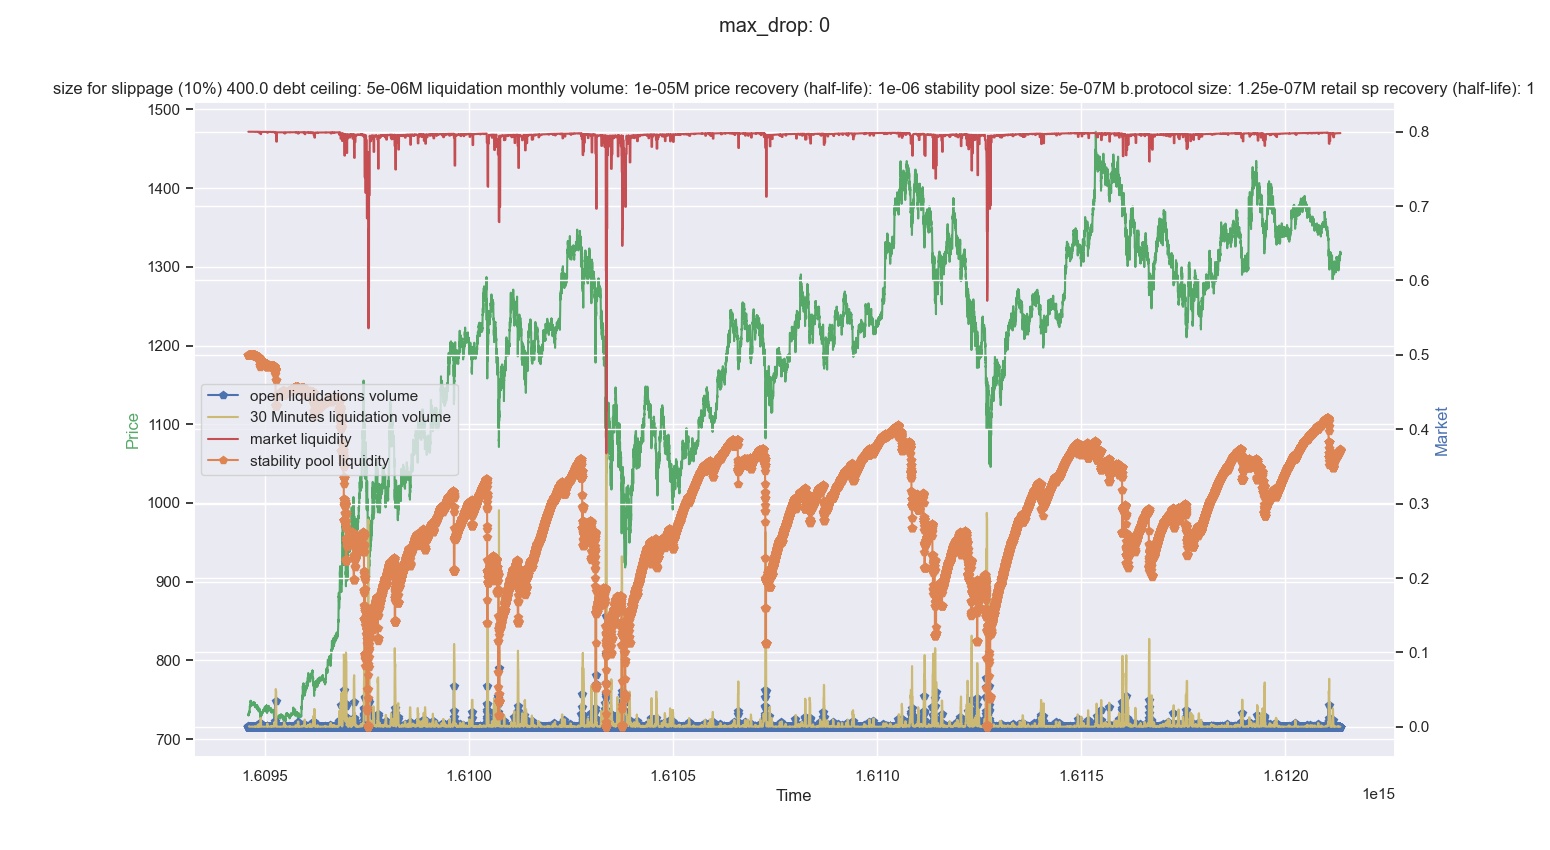 max_drop: 0
size for slippage (10%) 400.0 debt ceiling: 5e-06M liquidation monthly volume: 1e-05M price recovery (half-life): 1e-06 stability pool size: 5e-07M b.protocol size: 1.25e-07M retail sp recovery (half-life): 1
1500
1400
1300
1200
1100
1000
900
800
700
Price
open liquidations volume
30 Minutes liquidation volume
market liquidity
stability pool liquidity
0.8
0.7
0.6
0.5
0.4
0.3
0.2
0.1
0.0
Market
1.6095 1.6100 1.6105 1.6110 1.6115 1.6120
Time
1e15